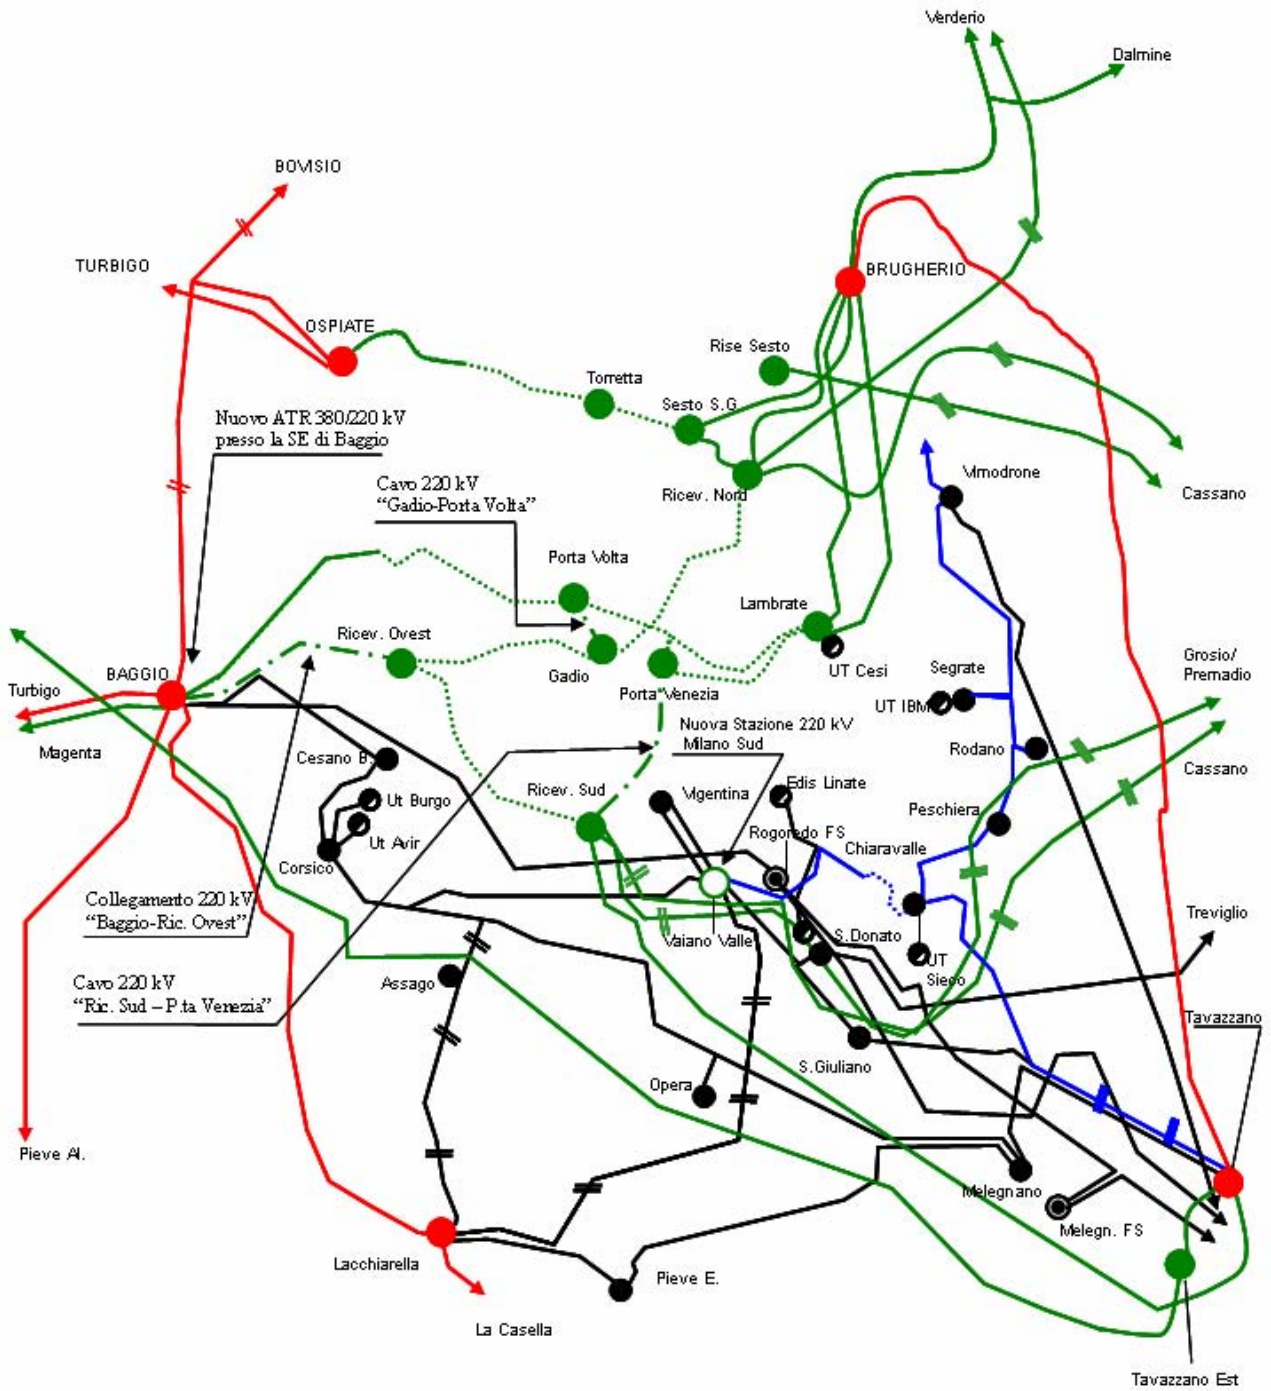 Verderio
Dalmine
BOVISIO
TURBIGO
BRUGHERIO
OSPIATE
Rise Sesto
Torretta
Sesto S.G.
Nuovo ATR 380/220 kV
presso la SE di Baggio
Vimodrone
Cavo 220 kV
“Gadio-Porta Volta”
Ricev. Nord
Cassano
Porta Volta
Lambrate
Ricev. Ovest
UT Cesi
Segrate
Grosio/
Premadio
BAGGIO
Gadio
Porta Venezia
Turbigo
UT IBM
Nuova Stazione 220 kV
Milano Sud
Magenta
Rodano
Cesano B.
Cassano
Ricev. Sud
Vigentina
Edis Linate
Ut Burgo
Peschiera
Rogoredo FS
Ut Avir
Chiaravalle
Corsico
Collegamento 220 kV
“Baggio-Ric. Ovest”
Treviglio
Vaiano Valle
S.Donato
UT
Sieco
Assago
Cavo 220 kV
“Ric. Sud – P.ta Venezia”
Tavazzano
S.Giuliano
Opera
Pieve Al.
Melegnano
Melegn. FS
Lacchiarella
Pieve E.
La Casella
Tavazzano Est